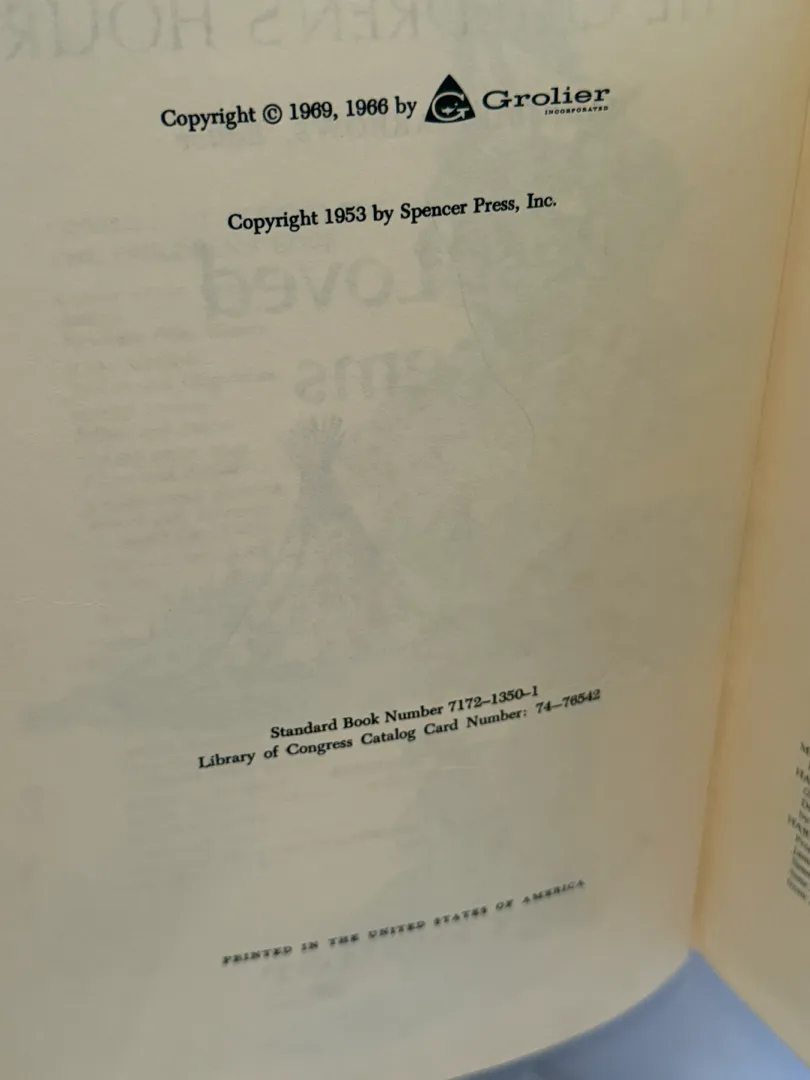 Copyright © 1969, 1966 by Grolier
INCORPORATED
Copyright 1953 by Spencer Press, Inc.
Standard Book Number 7172–1350–1
Library of Congress Catalog Card Number: 74–76542
PRINTED IN THE UNITED STATES OF AMERICA